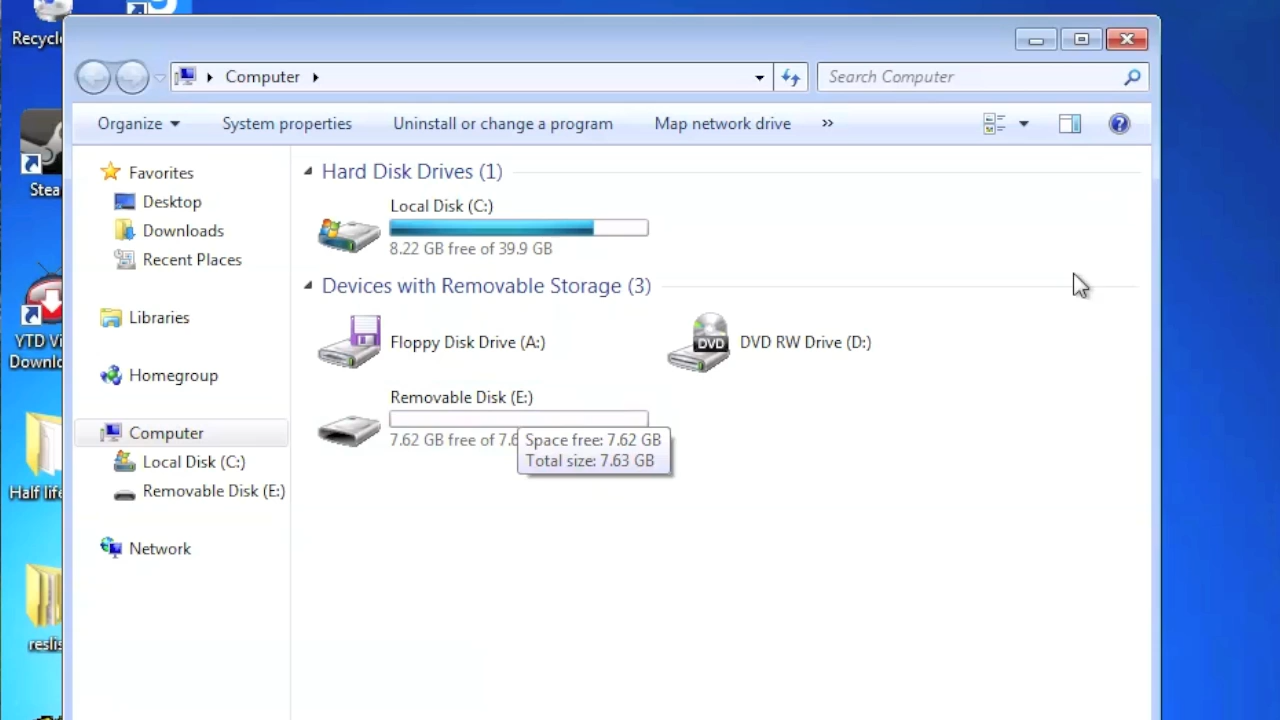 Recycle
Computer
Search Computer
Organize
System properties
Uninstall or change a program
Map network drive
»
Favorites
Desktop
Downloads
Recent Places
Libraries
Homegroup
Computer
Local Disk (C:)
Removable Disk (E:)
Network
Hard Disk Drives (1)
Local Disk (C:)
8.22 GB free of 39.9 GB
Devices with Removable Storage (3)
Floppy Disk Drive (A:)
DVD
DVD RW Drive (D:)
Removable Disk (E:)
7.62 GB free of 7.6
Space free: 7.62 GB
Total size: 7.63 GB
Stea
YTD Vi
Downlo
Half life
reslis